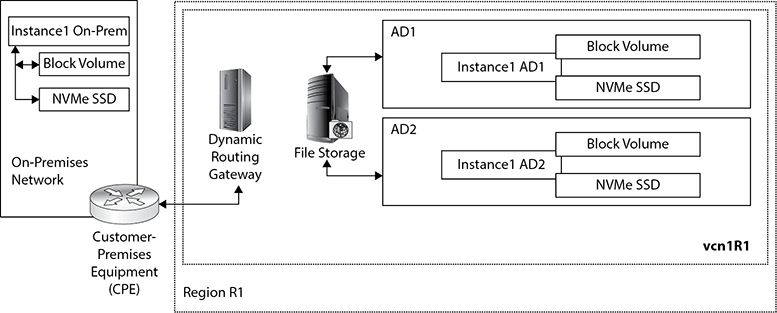 Instance1 On-Prem
Block Volume
NVMe SSD
On-Premises
Network
Customer-
Premises
Equipment
(CPE)
Dynamic
Routing
Gateway
File Storage
AD1
Block Volume
Instance1 AD1
NVMe SSD
AD2
Block Volume
Instance1 AD2
NVMe SSD
vcn1R1
Region R1